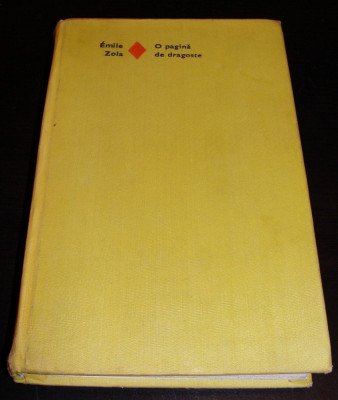 Émile
Zola
O pagină
de dragoste